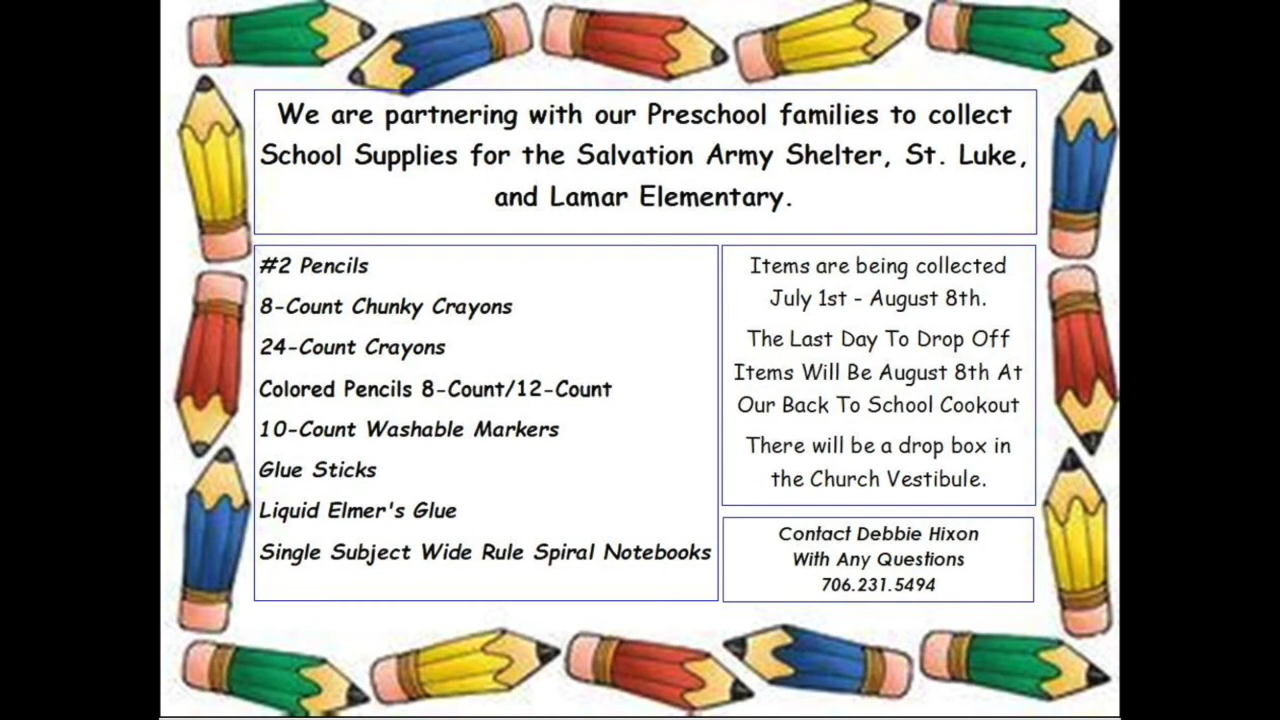 We are partnering with our Preschool families to collect
School Supplies for the Salvation Army Shelter, St. Luke,
and Lamar Elementary.
#2 Pencils
8-Count Chunky Crayons
24-Count Crayons
Colored Pencils 8-Count/12-Count
10-Count Washable Markers
Glue Sticks
Liquid Elmer's Glue
Single Subject Wide Rule Spiral Notebooks
Items are being collected
July 1st - August 8th.
The Last Day To Drop Off
Items Will Be August 8th At
Our Back To School Cookout
There will be a drop box in
the Church Vestibule.
Contact Debbie Hixon
With Any Questions
706.231.5494